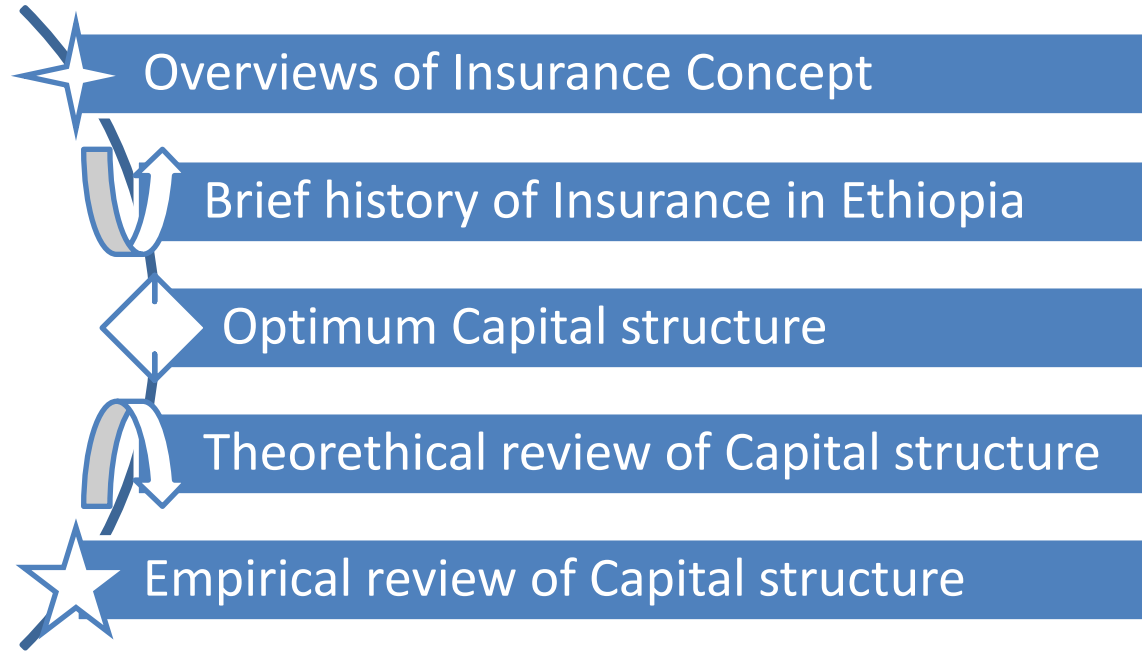 Overviews of Insurance Concept
Brief history of Insurance in Ethiopia
Optimum Capital structure
Theorethical review of Capital structure
Empirical review of Capital structure